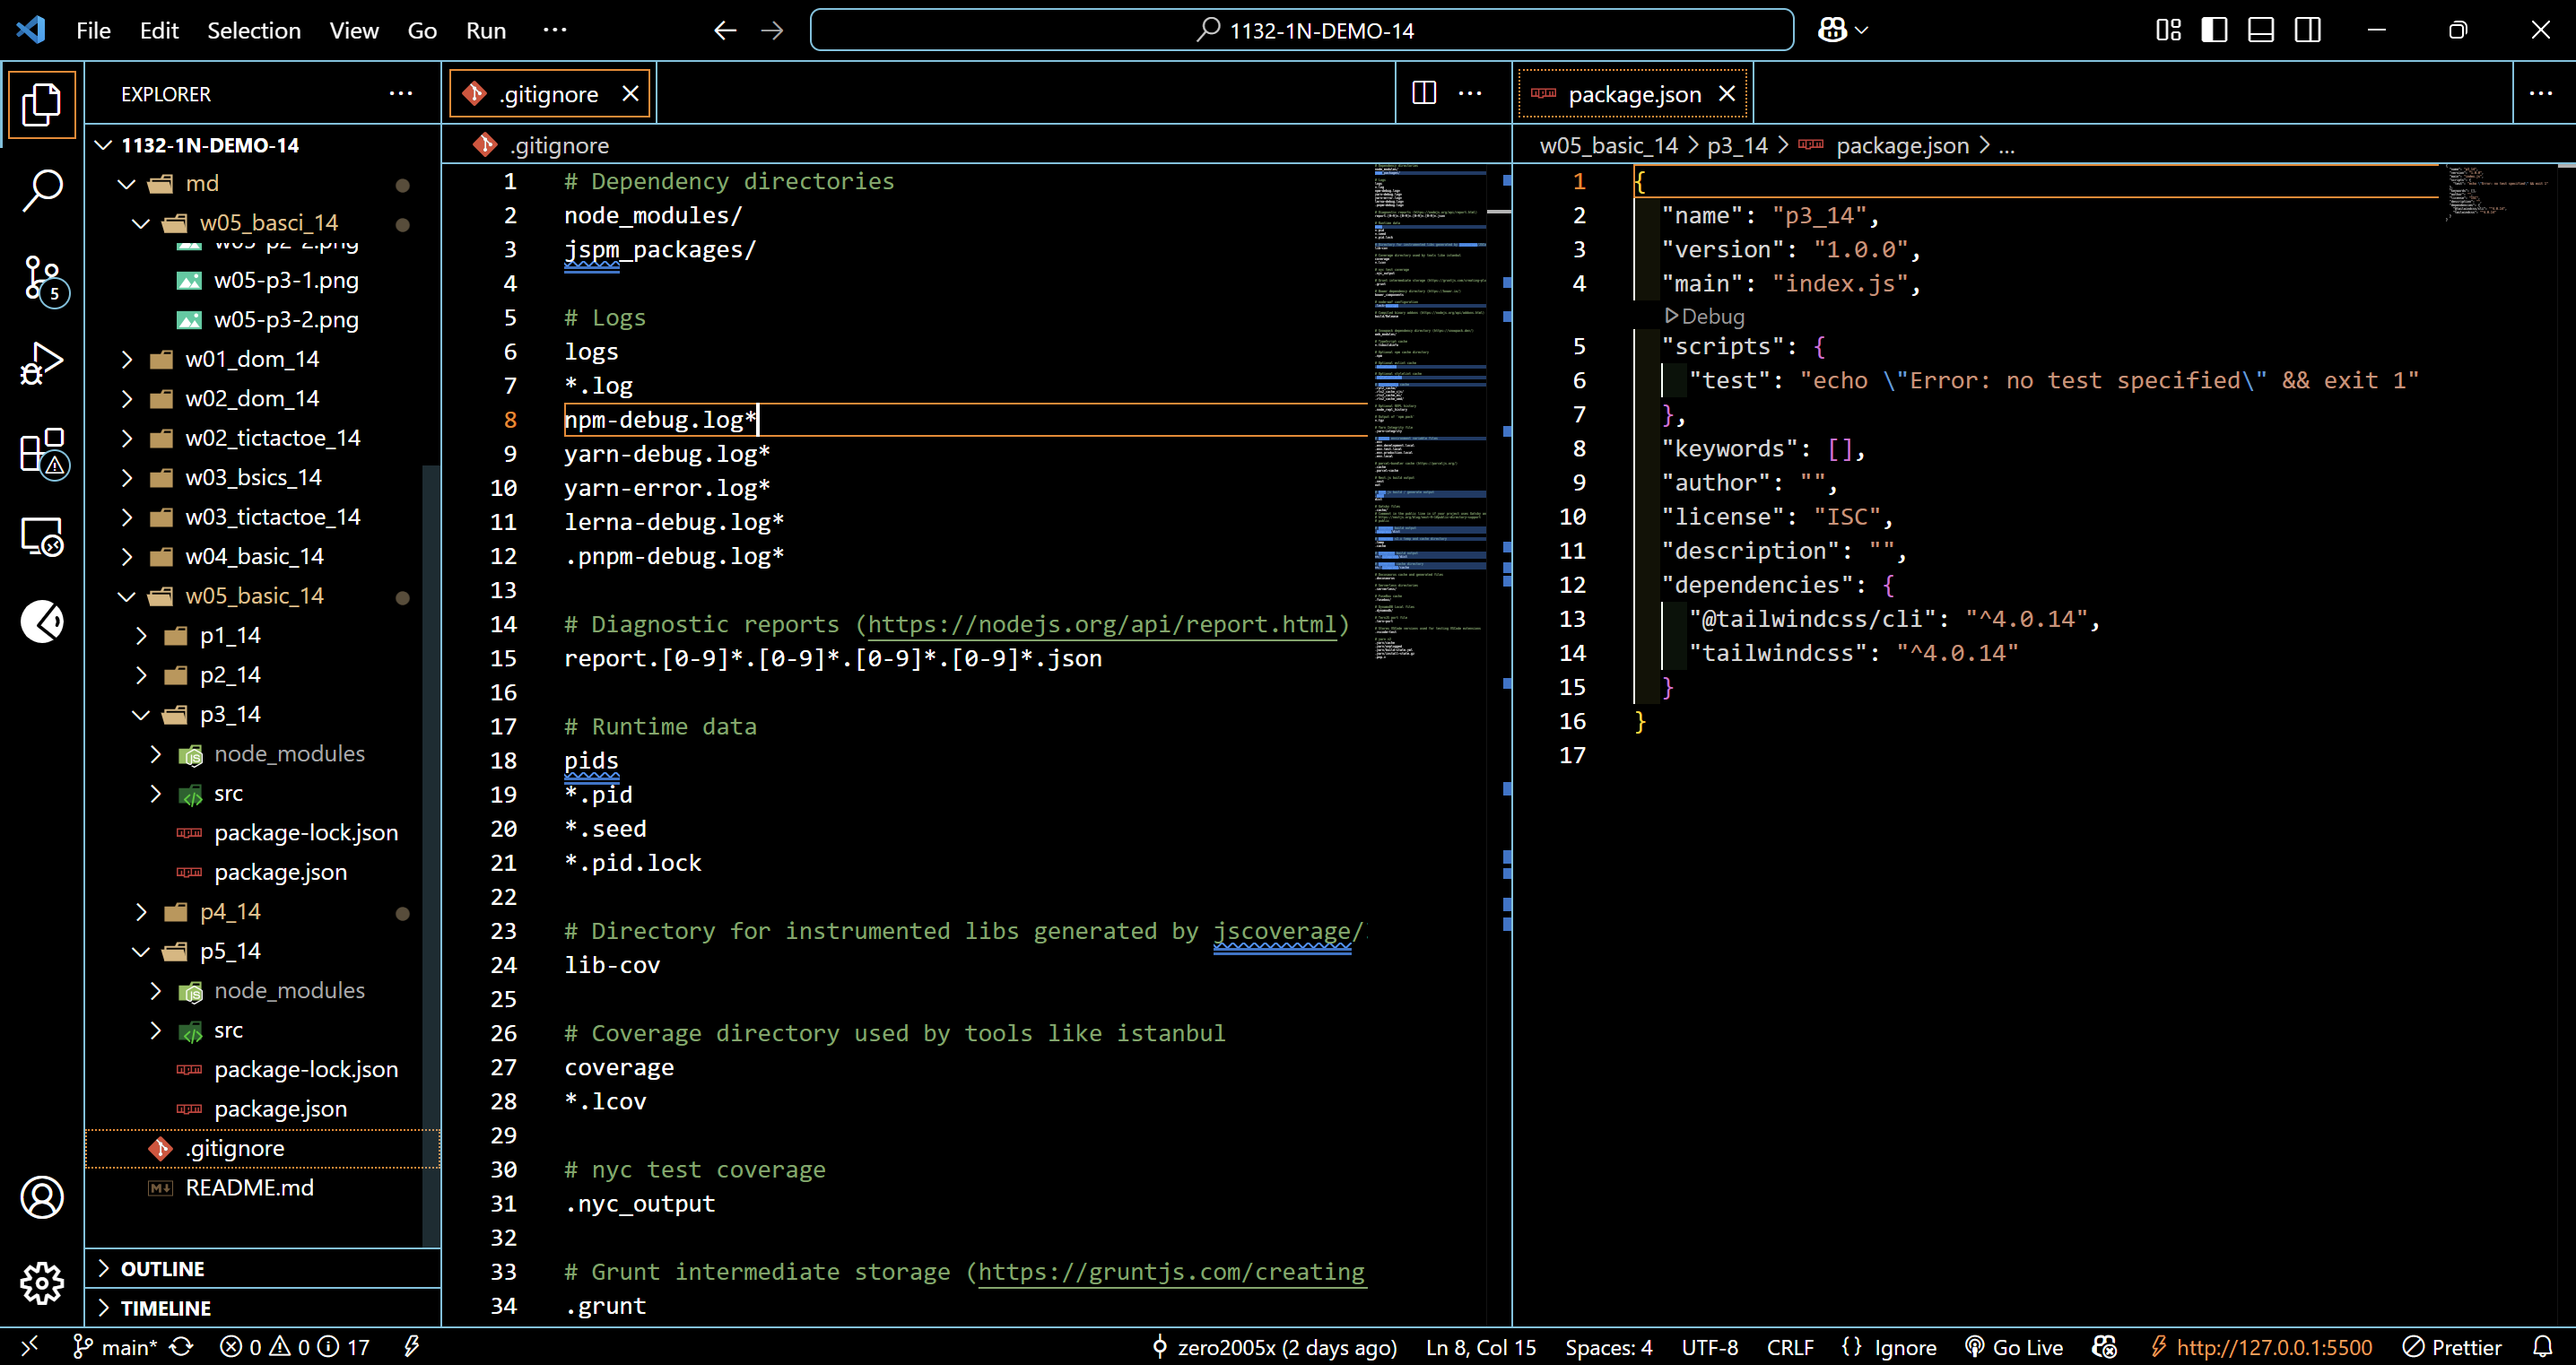 File Edit Selection View Go Run ···
1132-1N-DEMO-14
EXPLORER
1132-1N-DEMO-14
md
w05_basci_14
w05-p2-2.png
w05-p3-1.png
w05-p3-2.png
w01_dom_14
w02_dom_14
w02_tictactoe_14
w03_bsics_14
w03_tictactoe_14
w04_basic_14
w05_basic_14
p1_14
p2_14
p3_14
node_modules
src
package-lock.json
package.json
p4_14
p5_14
node_modules
src
package-lock.json
package.json
.gitignore
README.md
OUTLINE
TIMELINE
5
.gitignore
.gitignore
1 # Dependency directories
2 node_modules/
3 jspm_packages/
4
5 # Logs
6 logs
7 *.log
8 npm-debug.log*
9 yarn-debug.log*
10 yarn-error.log*
11 lerna-debug.log*
12 .pnpm-debug.log*
13
14 # Diagnostic reports (https://nodejs.org/api/report.html)
15 report.[0-9]*.[0-9]*.[0-9]*.[0-9]*.json
16
17 # Runtime data
18 pids
19 *.pid
20 *.seed
21 *.pid.lock
22
23 # Directory for instrumented libs generated by jscoverage/
24 lib-cov
25
26 # Coverage directory used by tools like istanbul
27 coverage
28 *.lcov
29
30 # nyc test coverage
31 .nyc_output
32
33 # Grunt intermediate storage (https://gruntjs.com/creating
34 .grunt
package.json
w05_basic_14 > p3_14 > package.json > ...
1 {
2 "name": "p3_14",
3 "version": "1.0.0",
4 "main": "index.js",
Debug
5 "scripts": {
6 "test": "echo \"Error: no test specified\" && exit 1"
7 },
8 "keywords": [],
9 "author": "",
10 "license": "ISC",
11 "description": "",
12 "dependencies": {
13 "@tailwindcss/cli": "^4.0.14",
14 "tailwindcss": "^4.0.14"
15 }
16 }
17
main* 0 0 17 zero2005x (2 days ago) Ln 8, Col 15 Spaces: 4 UTF-8 CRLF {} Ignore Go Live http://127.0.0.1:5500 Prettier